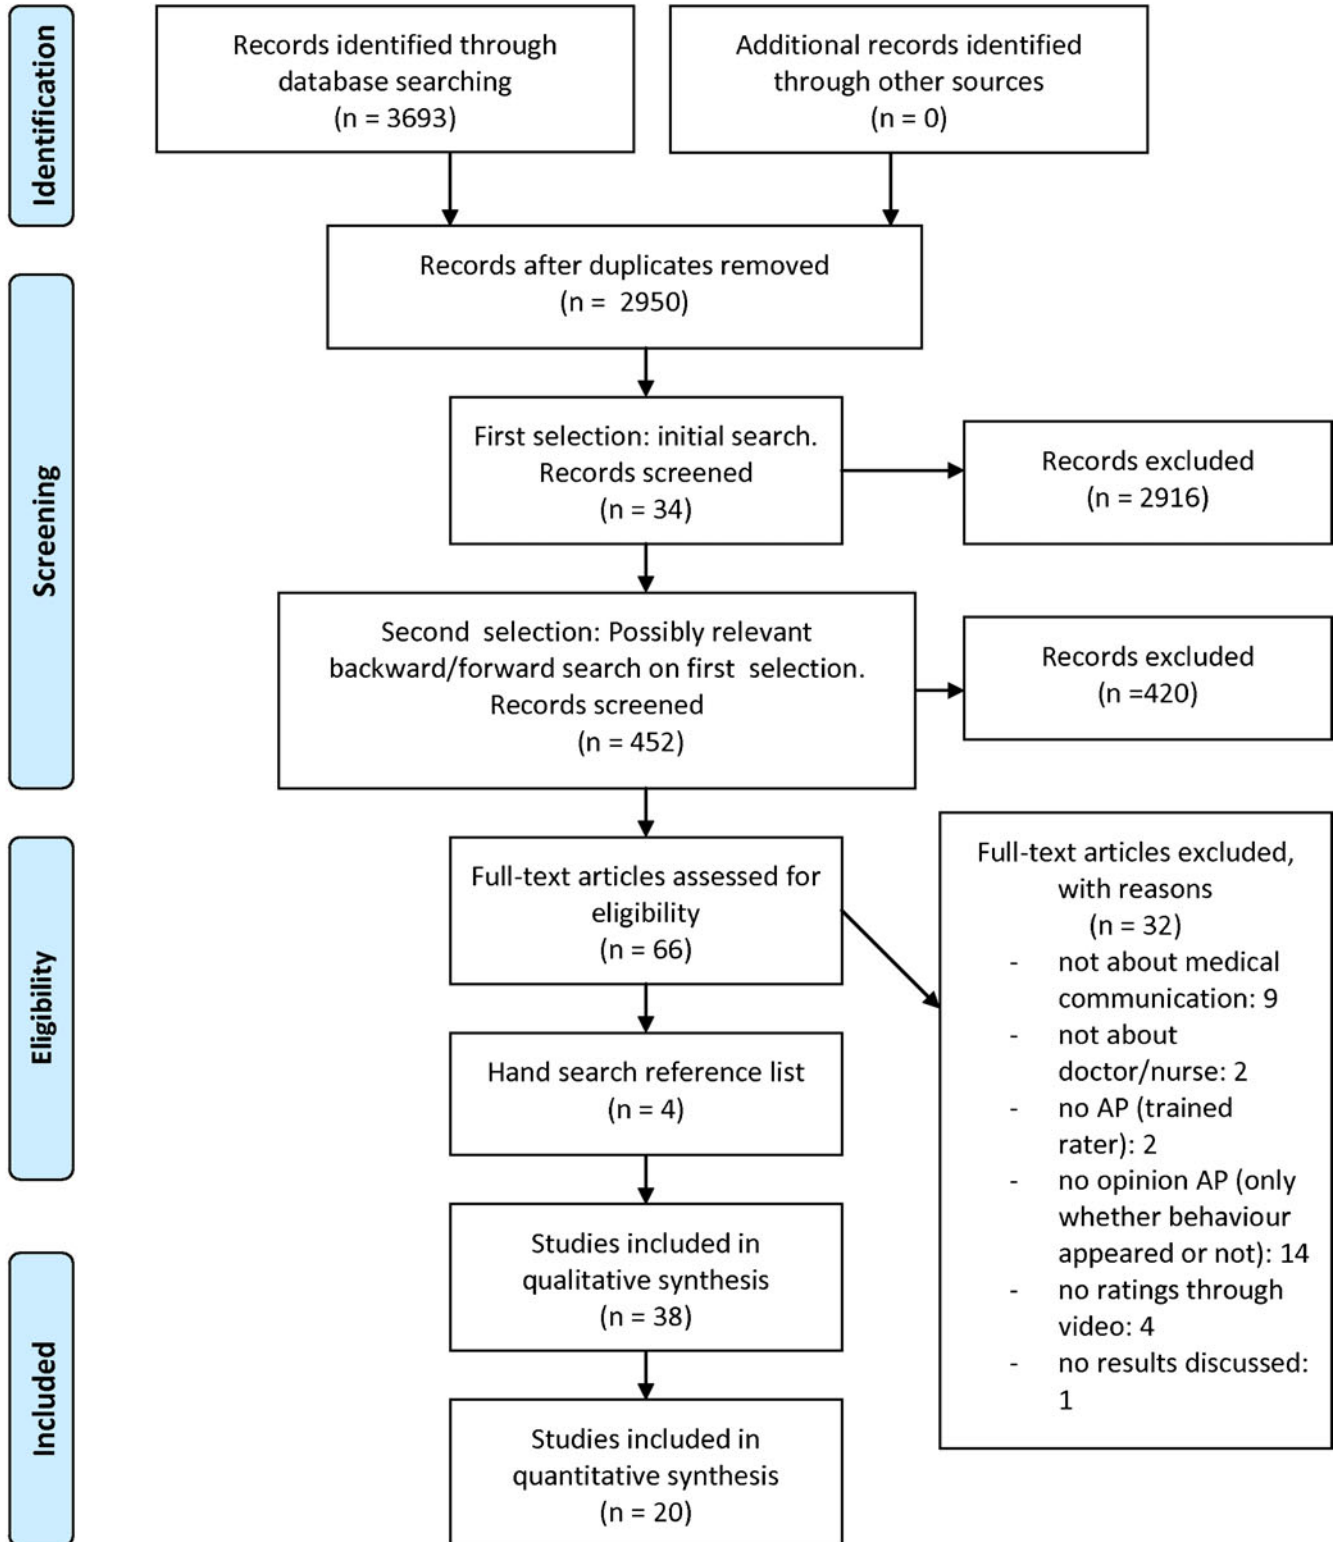 Identification
Records identified through
database searching
(n = 3693)
Additional records identified
through other sources
(n = 0)
Records after duplicates removed
(n =  2950)
Screening
First selection: initial search.
Records screened
(n = 34)
Records excluded
(n = 2916)
Second  selection: Possibly relevant
backward/forward search on first  selection.
Records screened
(n = 452)
Records excluded
(n =420)
Eligibility
Full-text articles assessed for
eligibility
(n = 66)
Full-text articles excluded,
with reasons
(n = 32)
- not about medical
communication: 9
- not about
doctor/nurse: 2
- no AP (trained
rater): 2
- no opinion AP (only
whether behaviour
appeared or not): 14
- no ratings through
video: 4
- no results discussed:
1
Hand search reference list
(n = 4)
Included
Studies included in
qualitative synthesis
(n = 38)
Studies included in
quantitative synthesis
(n = 20)